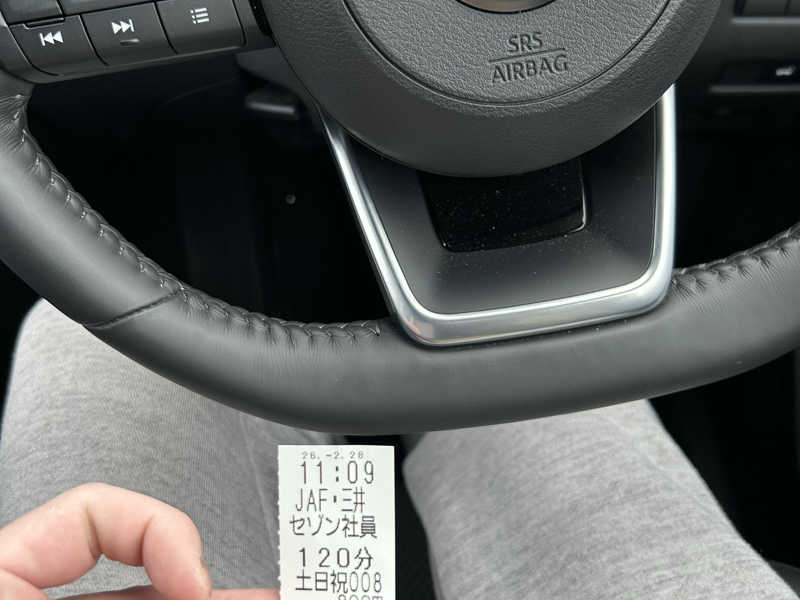 SRS
AIRBAG
26.-2.28
11:09
JAF・三井
セゾン社員
120分
土日祝008